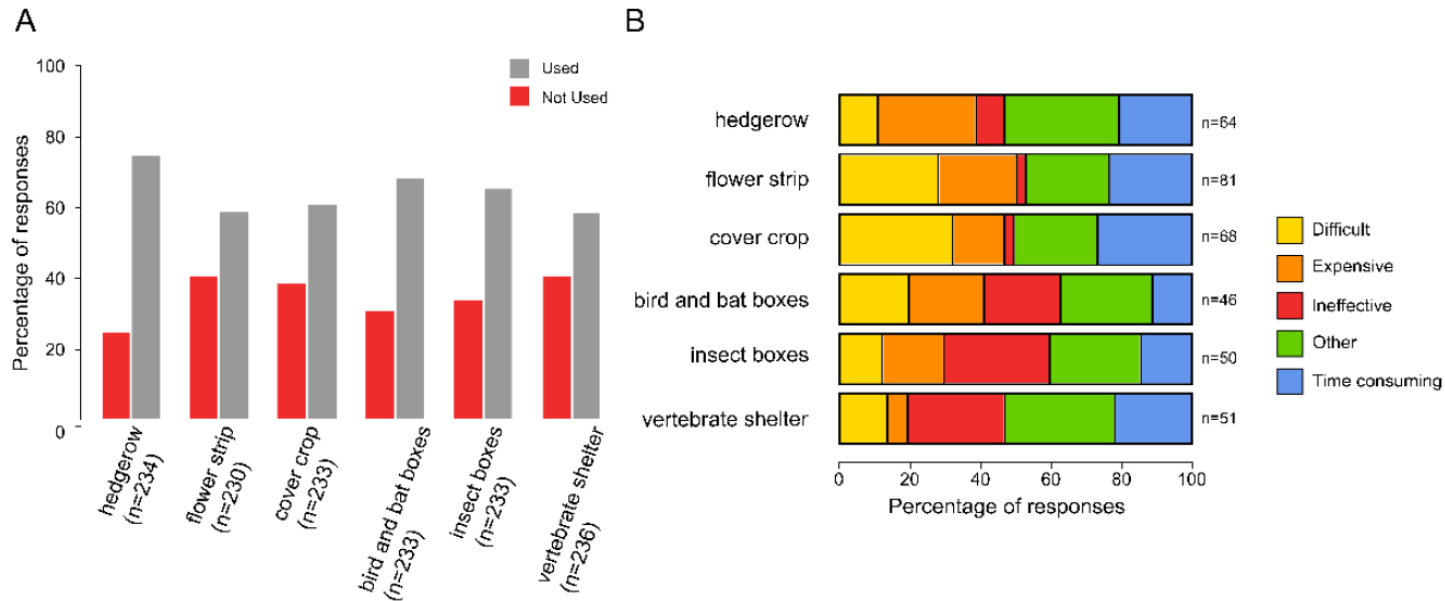 A
Percentage of responses
100
80
60
40
20
0
Used
Not Used
hedgerow
(n=234)
flower strip
(n=230)
cover crop
(n=233)
bird and bat boxes
(n=233)
insect boxes
(n=233)
vertebrate shelter
(n=236)
B
hedgerow
n=64
flower strip
n=81
cover crop
n=68
bird and bat boxes
n=46
insect boxes
n=50
vertebrate shelter
n=51
0
20
40
60
80
100
Percentage of responses
Difficult
Expensive
Ineffective
Other
Time consuming